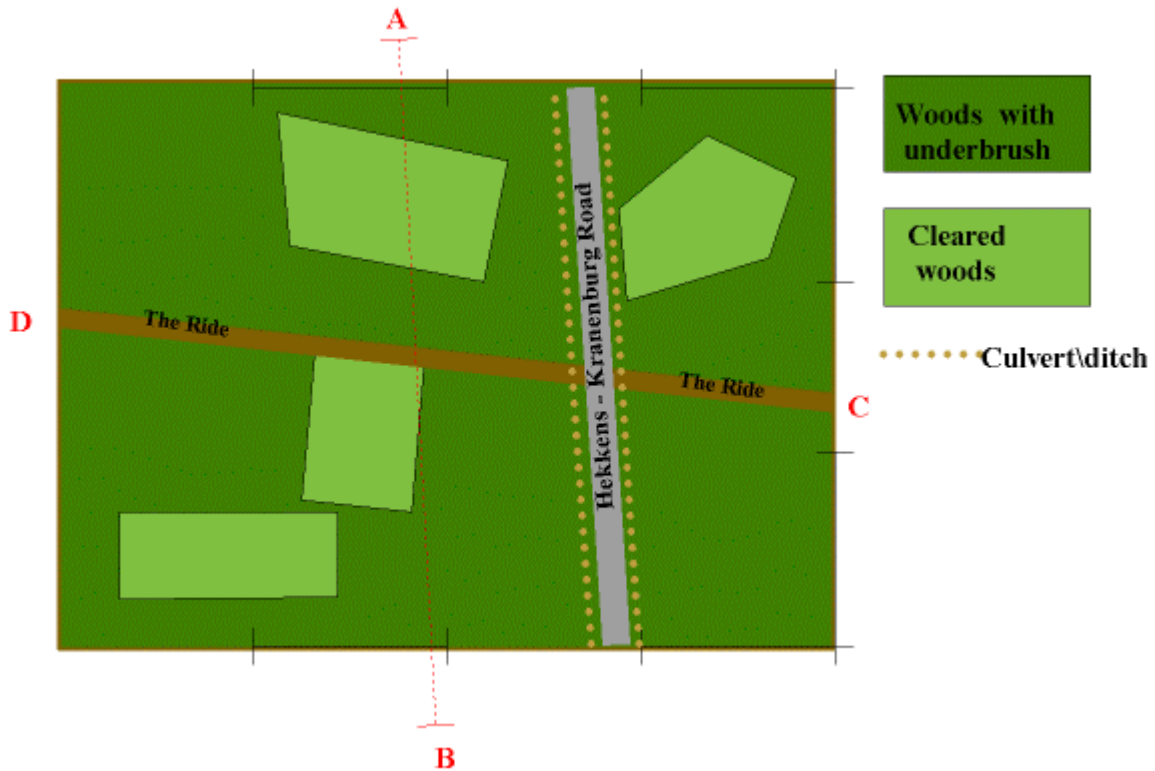 A
Woods with
underbrush
Hekkens - Kranenburg Road
Cleared
woods
D
The Ride
Culvert\ditch
The Ride
C
B